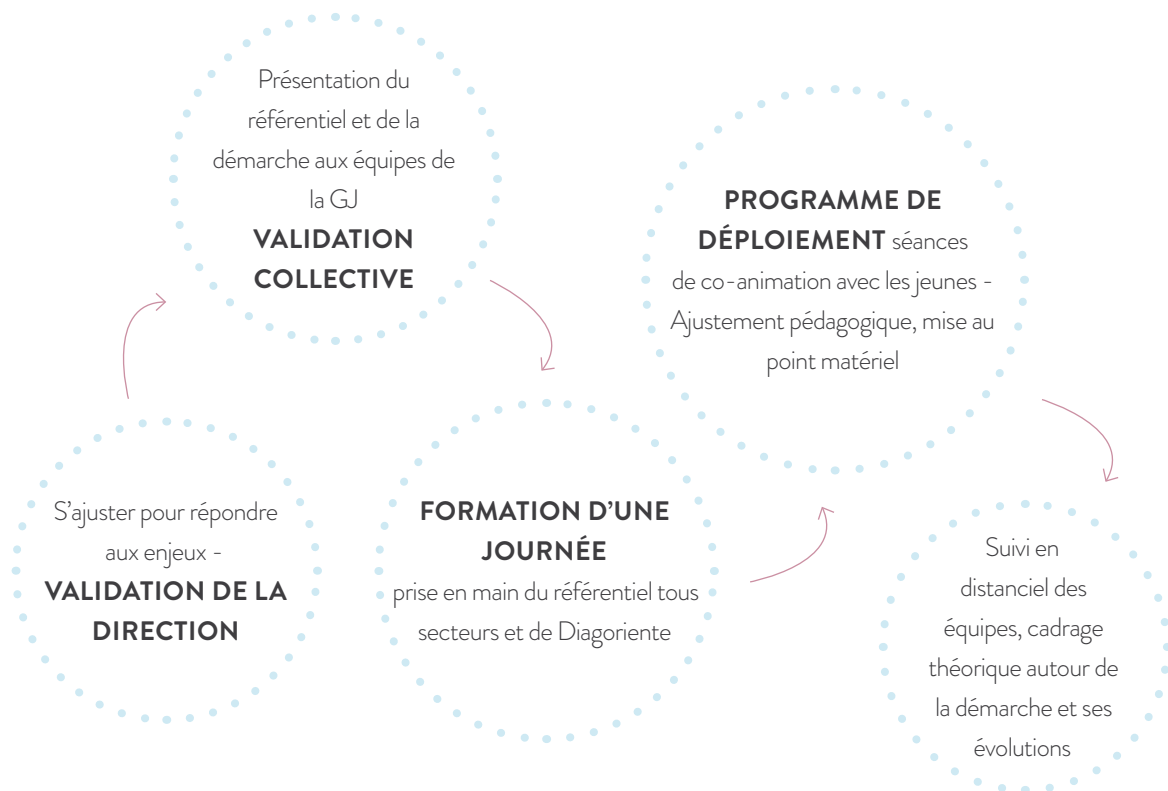 Présentation du
référentiel et de la
démarche aux équipes de
la GJ
VALIDATION
COLLECTIVE
PROGRAMME DE
DÉPLOIEMENT séances
de co-animation avec les jeunes -
Ajustement pédagogique, mise au
point matériel
S'ajuster pour répondre
aux enjeux -
VALIDATION DE LA
DIRECTION
FORMATION D'UNE
JOURNÉE
prise en main du référentiel tous
secteurs et de Diagoriente
Suivi en
distanciel des
équipes, cadrage
théorique autour de
la démarche et ses
évolutions